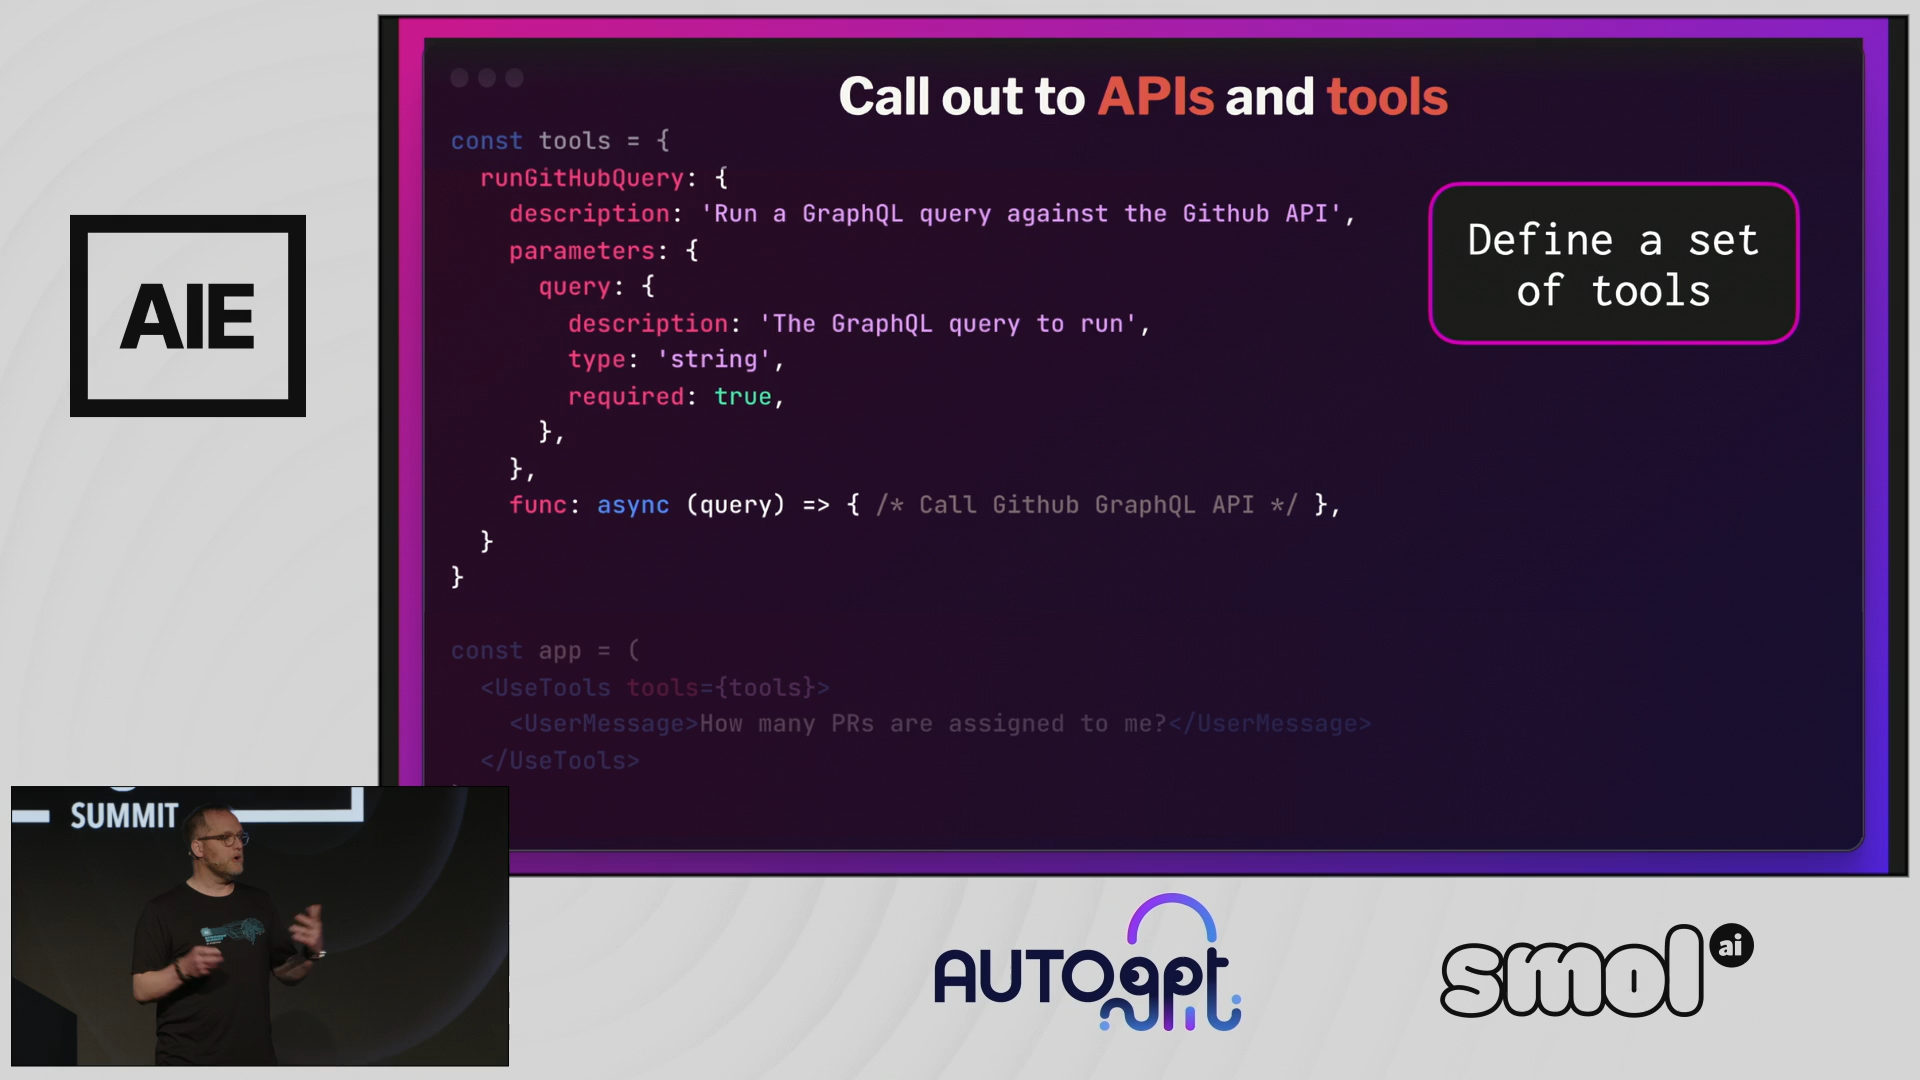 Call out to APIs and tools
const tools = {
runGitHubQuery: {
description: 'Run a GraphQL query against the Github API',
parameters: {
query: {
description: 'The GraphQL query to run',
type: 'string',
required: true,
},
},
func: async (query) => { /* Call Github GraphQL API */ },
}
}
const app = (
<UseTools tools={tools}>
<UserMessage>How many PRs are assigned to me?</UserMessage>
</UseTools>
Define a set
of tools
AIE
SUMMIT
AUTOgpt
smol ai